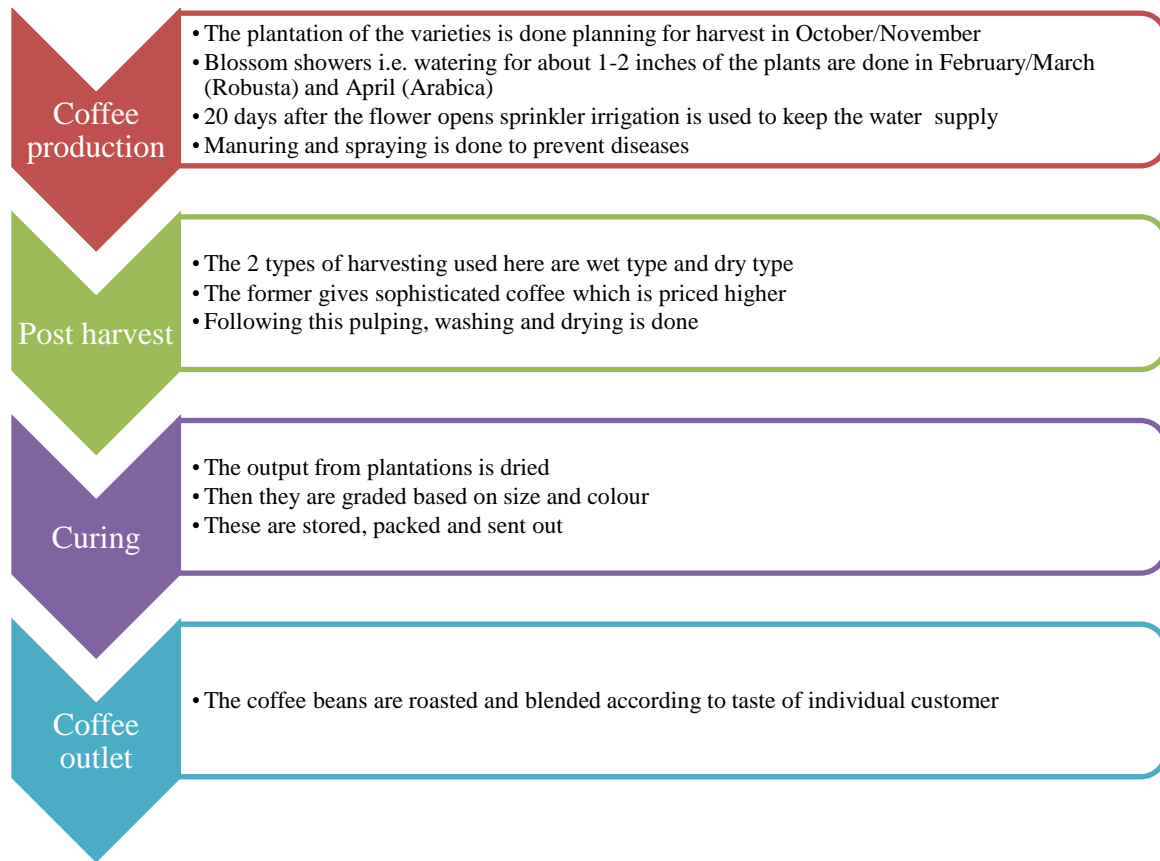 Coffee
production
• The plantation of the varieties is done planning for harvest in October/November
• Blossom showers i.e. watering for about 1-2 inches of the plants are done in February/March
(Robusta) and April (Arabica)
• 20 days after the flower opens sprinkler irrigation is used to keep the water supply
• Manuring and spraying is done to prevent diseases
Post harvest
• The 2 types of harvesting used here are wet type and dry type
• The former gives sophisticated coffee which is priced higher
• Following this pulping, washing and drying is done
Curing
• The output from plantations is dried
• Then they are graded based on size and colour
• These are stored, packed and sent out
Coffee
outlet
• The coffee beans are roasted and blended according to taste of individual customer